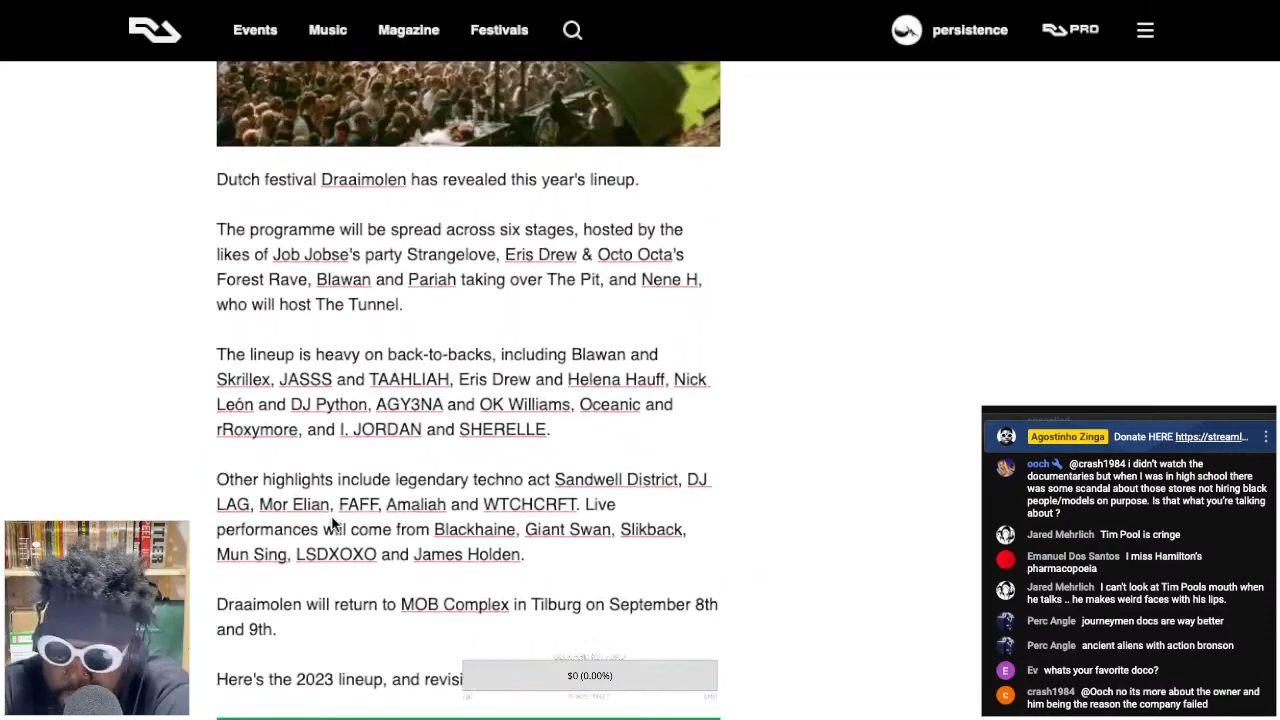 Events
Music
Magazine
Festivals
persistence
PRO
Dutch festival Draaimolen has revealed this year's lineup.
The programme will be spread across six stages, hosted by the
likes of Job Jobse's party Strangelove, Eris Drew & Octo Octa's
Forest Rave, Blawan and Pariah taking over The Pit, and Nene H,
who will host The Tunnel.
The lineup is heavy on back-to-backs, including Blawan and
Skrillex, JASSS and TAAHLIAH, Eris Drew and Helena Hauff, Nick
León and DJ Python, AGY3NA and OK Williams, Oceanic and
rRoxymore, and I. JORDAN and SHERELLE.
Other highlights include legendary techno act Sandwell District, DJ
LAG, Mor Elian, FAFF, Amaliah and WTCHCRFT. Live
performances will come from Blackhaine, Giant Swan, Slikback,
Mun Sing, LSDXOXO and James Holden.
Draaimolen will return to MOB Complex in Tilburg on September 8th
and 9th.
Here's the 2023 lineup, and revisi
$0 (0.00%)
Agostinho Zinga Donate HERE https://streaml...
ooch @crash1984 i didn't watch the
documentaries but when I was in high school there
was some scandal about those stores not hiring black
people/models on purpose. Is that what you're talking
about ?
Jared Mehrlich Tim Pool is cringe
Emanuel Dos Santos I miss Hamilton's
pharmacopoeia
Jared Mehrlich I can't look at Tim Pools mouth when
he talks .. he makes weird faces with his lips.
Perc Angle journeymen docs are way better
Perc Angle ancient aliens with action bronson
E Ev whats your favorite doco?
C crash1984 @Ooch no its more about the owner and
him being the reason the company failed